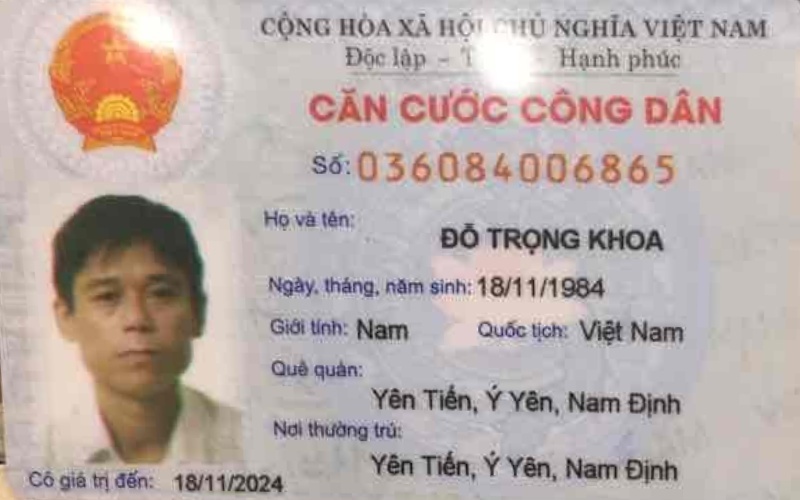 CỘNG HÒA XÃ HỘI CHỦ NGHĨA VIỆT NAM
Độc lập - T - Hạnh phúc
CĂN CƯỚC CÔNG DÂN
Số: 036084006865
Họ và tên:
ĐỖ TRỌNG KHOA
Ngày, tháng, năm sinh: 18/11/1984
Giới tính: Nam Quốc tịch: Việt Nam
Quê quán:
Yên Tiến, Ý Yên, Nam Định
Nơi thường trú:
Yên Tiến, Ý Yên, Nam Định
Có giá trị đến: 18/11/2024